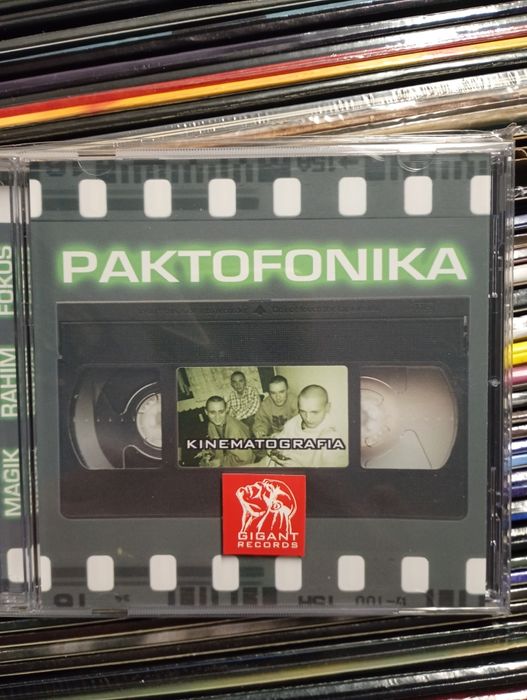 PAKTOFONIKA
KINEMATOGRAFIA
GIGANT
RECORDS
MAGIK RAHIM FOKUS